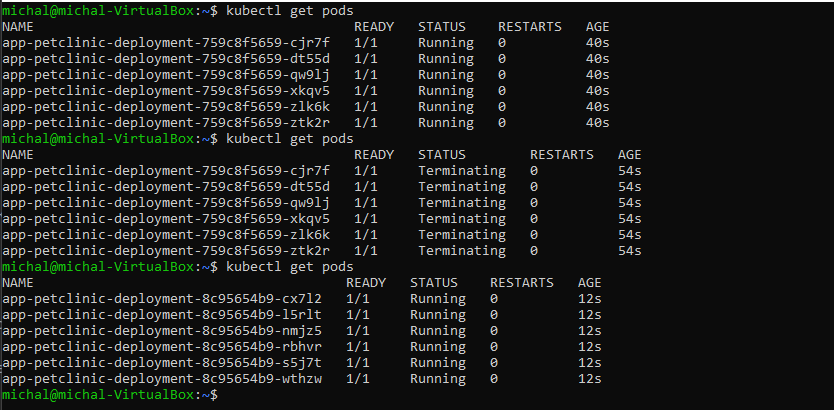 michal@michal-VirtualBox:~$ kubectl get pods
NAME READY STATUS RESTARTS AGE
app-petclinic-deployment-759c8f5659-cjr7f 1/1 Running 0 40s
app-petclinic-deployment-759c8f5659-dt55d 1/1 Running 0 40s
app-petclinic-deployment-759c8f5659-qw9lj 1/1 Running 0 40s
app-petclinic-deployment-759c8f5659-xkqv5 1/1 Running 0 40s
app-petclinic-deployment-759c8f5659-zlk6k 1/1 Running 0 40s
app-petclinic-deployment-759c8f5659-ztk2r 1/1 Running 0 40s
michal@michal-VirtualBox:~$ kubectl get pods
NAME READY STATUS RESTARTS AGE
app-petclinic-deployment-759c8f5659-cjr7f 1/1 Terminating 0 54s
app-petclinic-deployment-759c8f5659-dt55d 1/1 Terminating 0 54s
app-petclinic-deployment-759c8f5659-qw9lj 1/1 Terminating 0 54s
app-petclinic-deployment-759c8f5659-xkqv5 1/1 Terminating 0 54s
app-petclinic-deployment-759c8f5659-zlk6k 1/1 Terminating 0 54s
app-petclinic-deployment-759c8f5659-ztk2r 1/1 Terminating 0 54s
michal@michal-VirtualBox:~$ kubectl get pods
NAME READY STATUS RESTARTS AGE
app-petclinic-deployment-8c95654b9-cx7l2 1/1 Running 0 12s
app-petclinic-deployment-8c95654b9-l5rlt 1/1 Running 0 12s
app-petclinic-deployment-8c95654b9-nmjz5 1/1 Running 0 12s
app-petclinic-deployment-8c95654b9-rbhvr 1/1 Running 0 12s
app-petclinic-deployment-8c95654b9-s5j7t 1/1 Running 0 12s
app-petclinic-deployment-8c95654b9-wthzw 1/1 Running 0 12s
michal@michal-VirtualBox:~$